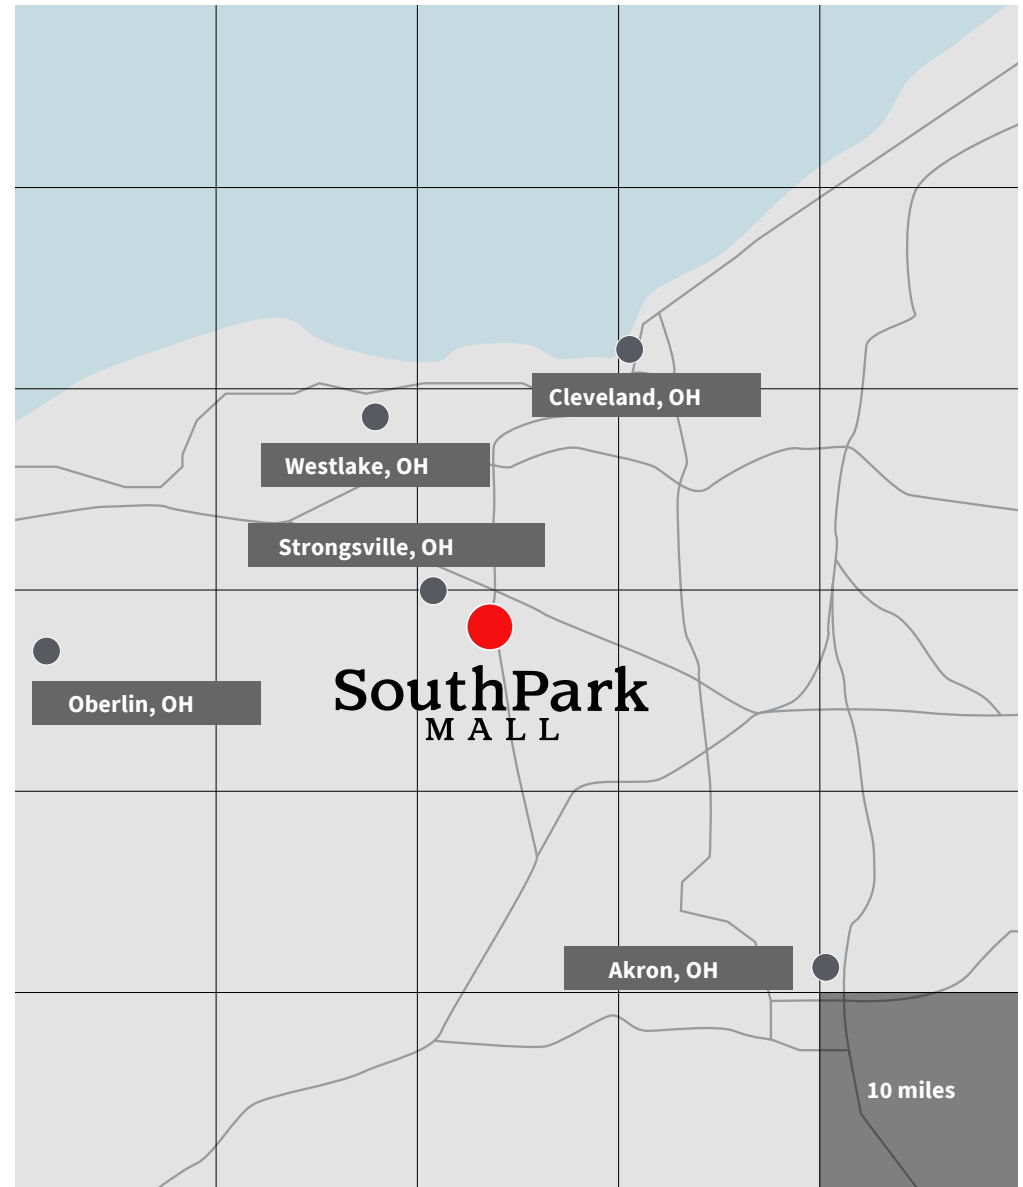 Cleveland, OH
Westlake, OH
Strongsville, OH
SouthPark
MALL
Oberlin, OH
Akron, OH
10 miles